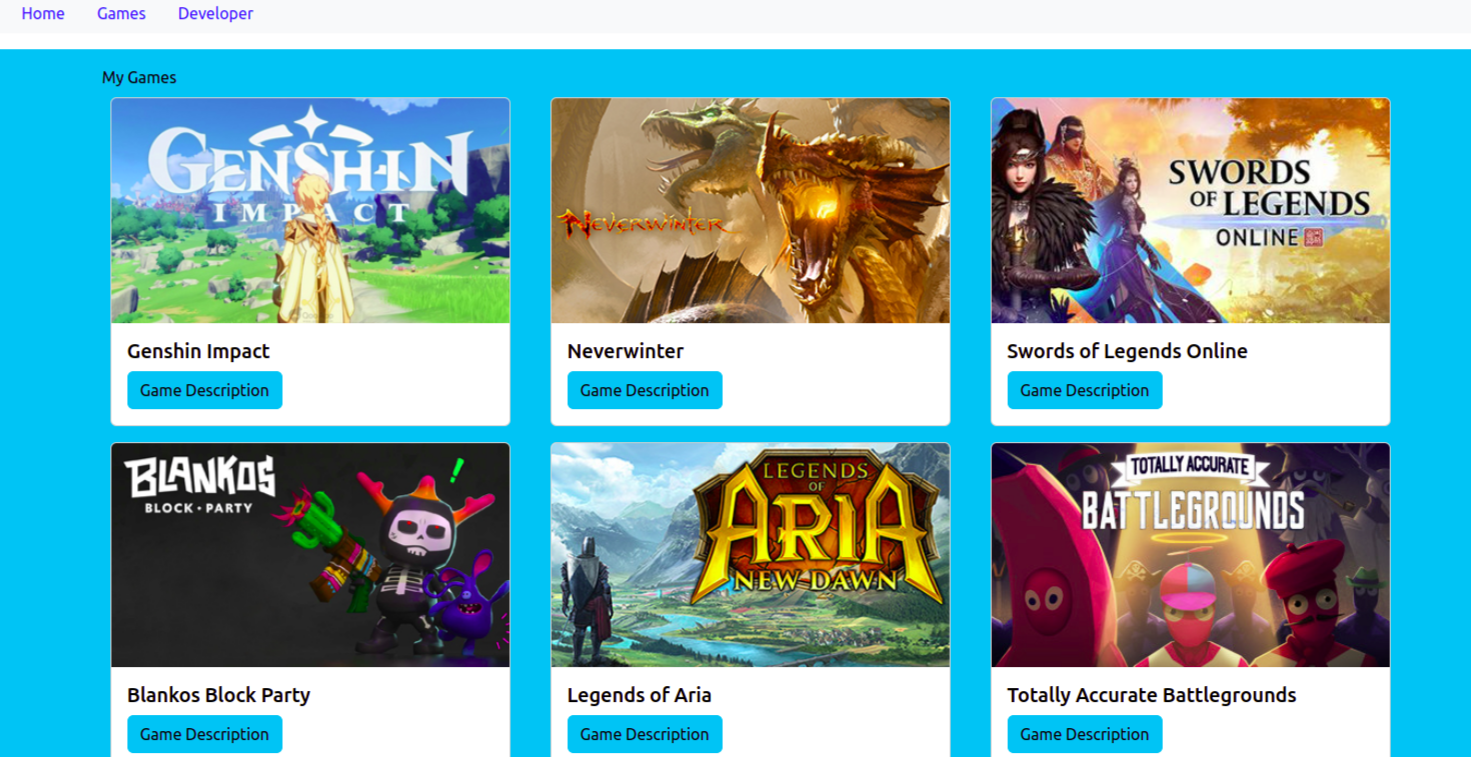 Home Games Developer
My Games
GENSHIN
IMPACT
NEVERWINTER
SWORDS
OF LEGENDS
ONLINE
Genshin Impact
Neverwinter
Swords of Legends Online
Game Description
Game Description
Game Description
BLANKOS
BLOCK • PARTY
LEGENDS
OF
ARIA
NEW DAWN
TOTALLY ACCURATE
BATTLEGROUNDS
Blankos Block Party
Legends of Aria
Totally Accurate Battlegrounds
Game Description
Game Description
Game Description